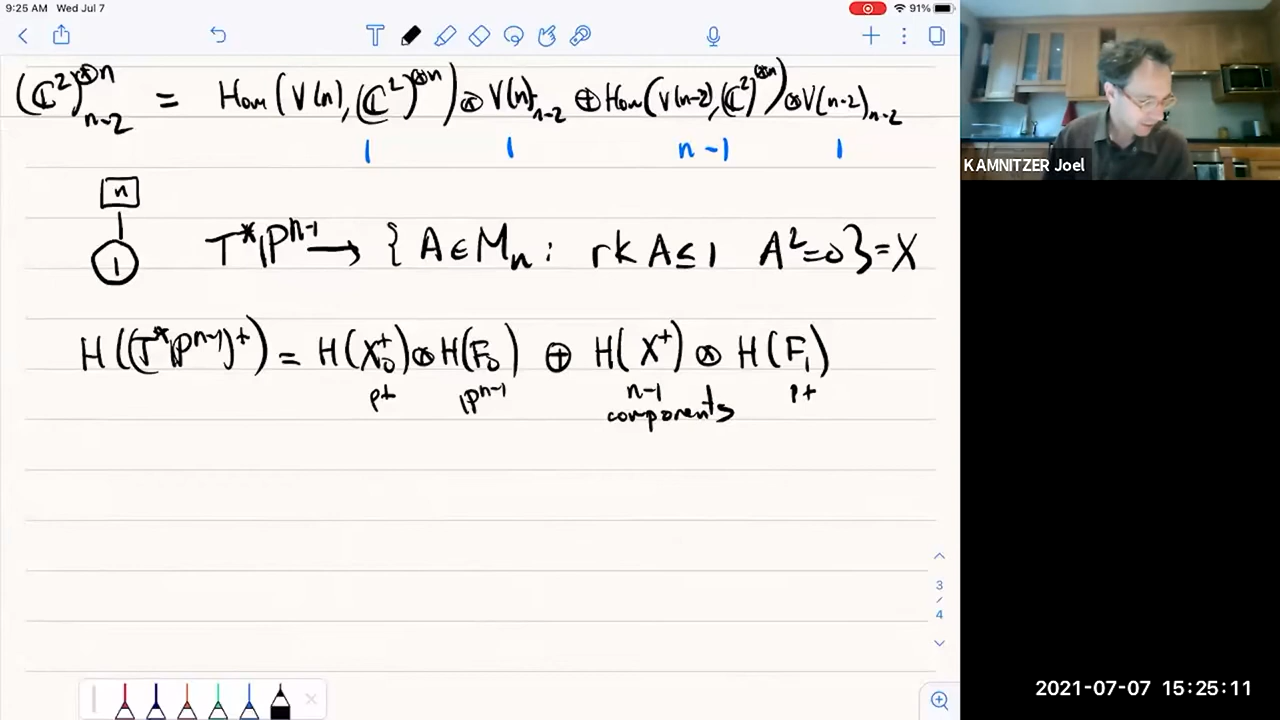 9:25 AM Wed Jul 7
91%
(ℂ²)^{⊗n}_{n-2} = Hom(V(n), (ℂ²)^{⊗n}) ⊗ V(n)_{n-2} ⊕ Hom(V(n-2), (ℂ²)^{⊗n}) ⊗ V(n-2)_{n-2}
1 1 n-1 1
n
1
T*ℙ^{n-1} → { A ∈ M_n : rk A ≤ 1 A² = 0 } = X
H((T*ℙ^{n-1})^+) = H(X_0^+) ⊗ H(F_0) ⊕ H(X^+) ⊗ H(F_1)
pt ℙ^{n-1} n-1 pt
components
KAMNITZER Joel
3
/
4
2021-07-07 15:25:11